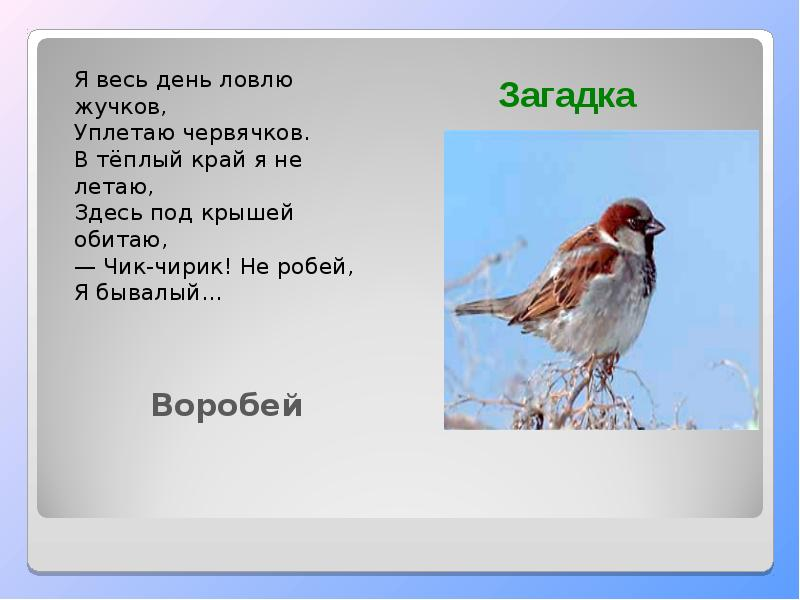 Я весь день ловлю
жучков,
Уплетаю червячков.
В тёплый край я не
летаю,
Здесь под крышей
обитаю,
— Чик-чирик! Не робей,
Я бывалый…
Загадка
Воробей